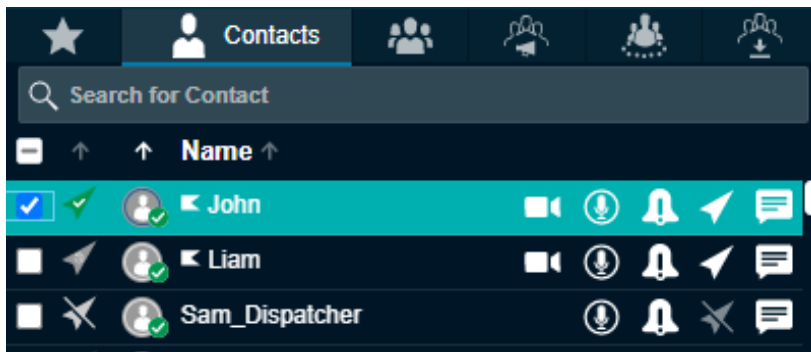 Contacts
Search for Contact
Name
John
Liam
Sam_Dispatcher